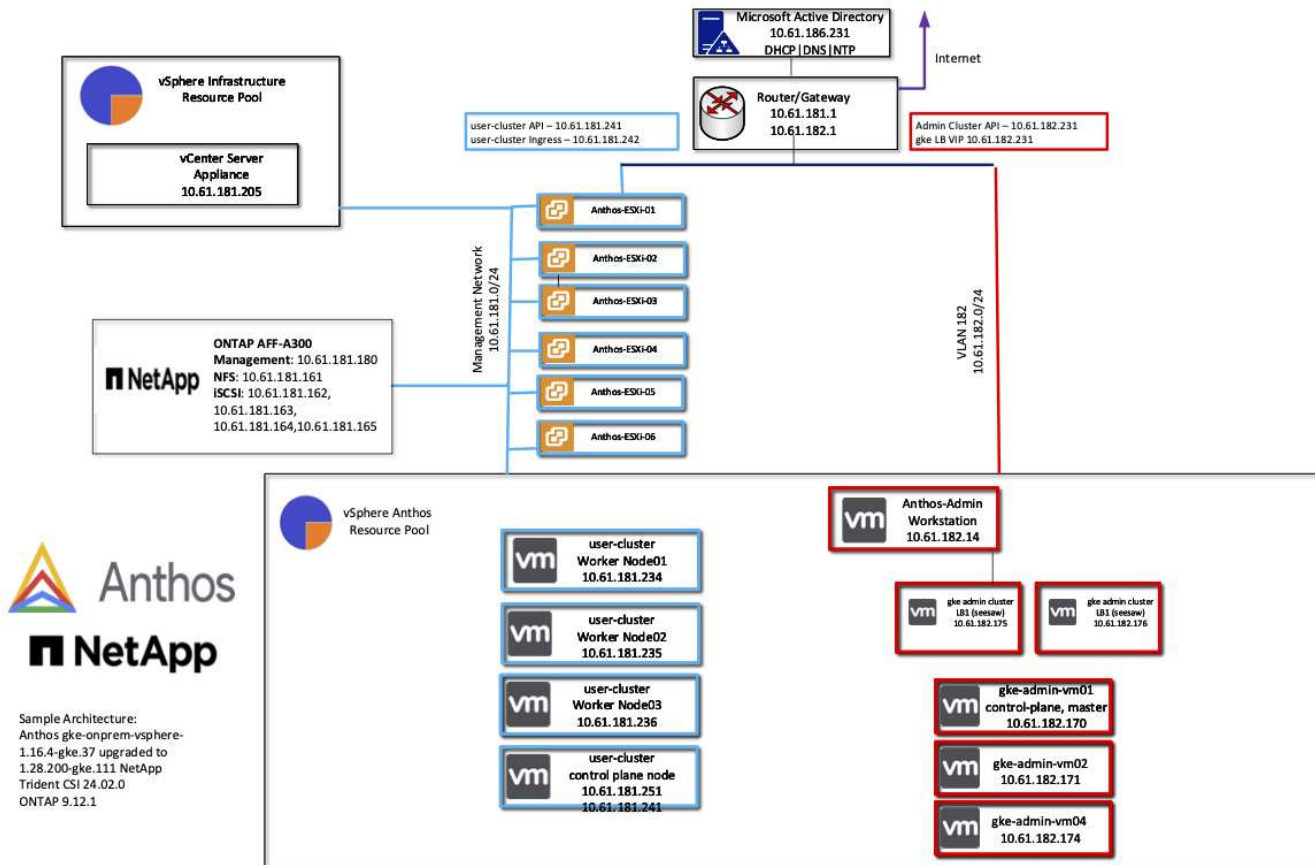 Microsoft Active Directory
10.61.186.231
DHCP|DNS|NTP
Internet
Router/Gateway
10.61.181.1
10.61.182.1
vSphere Infrastructure
Resource Pool
vCenter Server
Appliance
10.61.181.205
user-cluster API – 10.61.181.241
user-cluster Ingress – 10.61.181.242
Admin Cluster API – 10.61.182.231
gke LB VIP 10.61.182.231
Anthos-ESXi-01
Anthos-ESXi-02
Anthos-ESXi-03
Anthos-ESXi-04
Anthos-ESXi-05
Anthos-ESXi-06
Management Network
10.61.181.0/24
VLAN 182
10.61.182.0/24
NetApp
ONTAP AFF-A300
Management: 10.61.181.180
NFS: 10.61.181.161
iSCSI: 10.61.181.162,
10.61.181.163,
10.61.181.164,10.61.181.165
vSphere Anthos
Resource Pool
vm
user-cluster
Worker Node01
10.61.181.234
vm
user-cluster
Worker Node02
10.61.181.235
vm
user-cluster
Worker Node03
10.61.181.236
vm
user-cluster
control plane node
10.61.181.251
10.61.181.241
vm
Anthos-Admin
Workstation
10.61.182.14
vm
gke admin cluster
LB1 (seesaw)
10.61.182.175
vm
gke admin cluster
LB1 (seesaw)
10.61.182.176
vm
gke-admin-vm01
control-plane, master
10.61.182.170
vm
gke-admin-vm02
10.61.182.171
vm
gke-admin-vm04
10.61.182.174
Anthos
NetApp
Sample Architecture:
Anthos gke-onprem-vsphere-
1.16.4-gke.37 upgraded to
1.28.200-gke.111 NetApp
Trident CSI 24.02.0
ONTAP 9.12.1